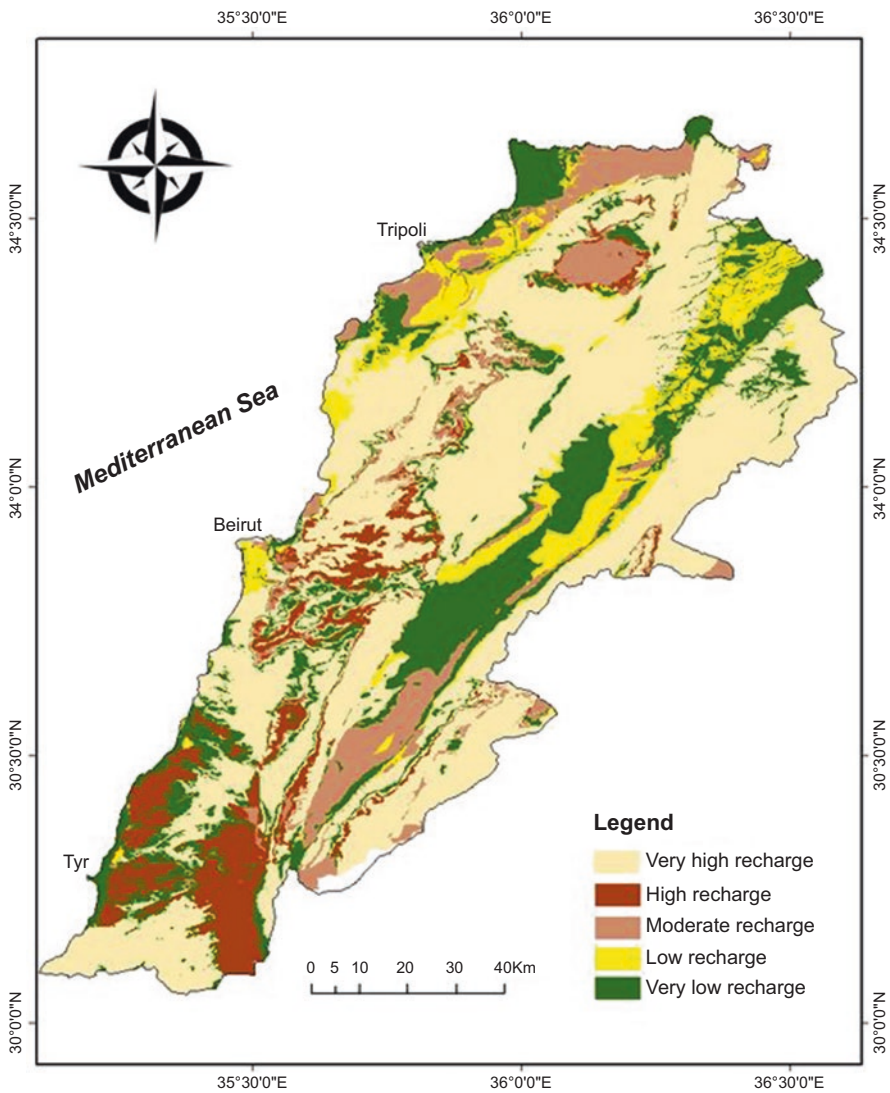 35°30'0"E
36°0'0"E
36°30'0"E
34°30'0"N
34°30'0"N
Tripoli
Mediterranean Sea
34°0'0"N
34°0'0"N
Beirut
30°30'0"N
30°30'0"N
Tyr
Legend
Very high recharge
High recharge
Moderate recharge
Low recharge
Very low recharge
0 5 10 20 30 40Km
30°0'0"N
30°0'0"N
35°30'0"E
36°0'0"E
36°30'0"E